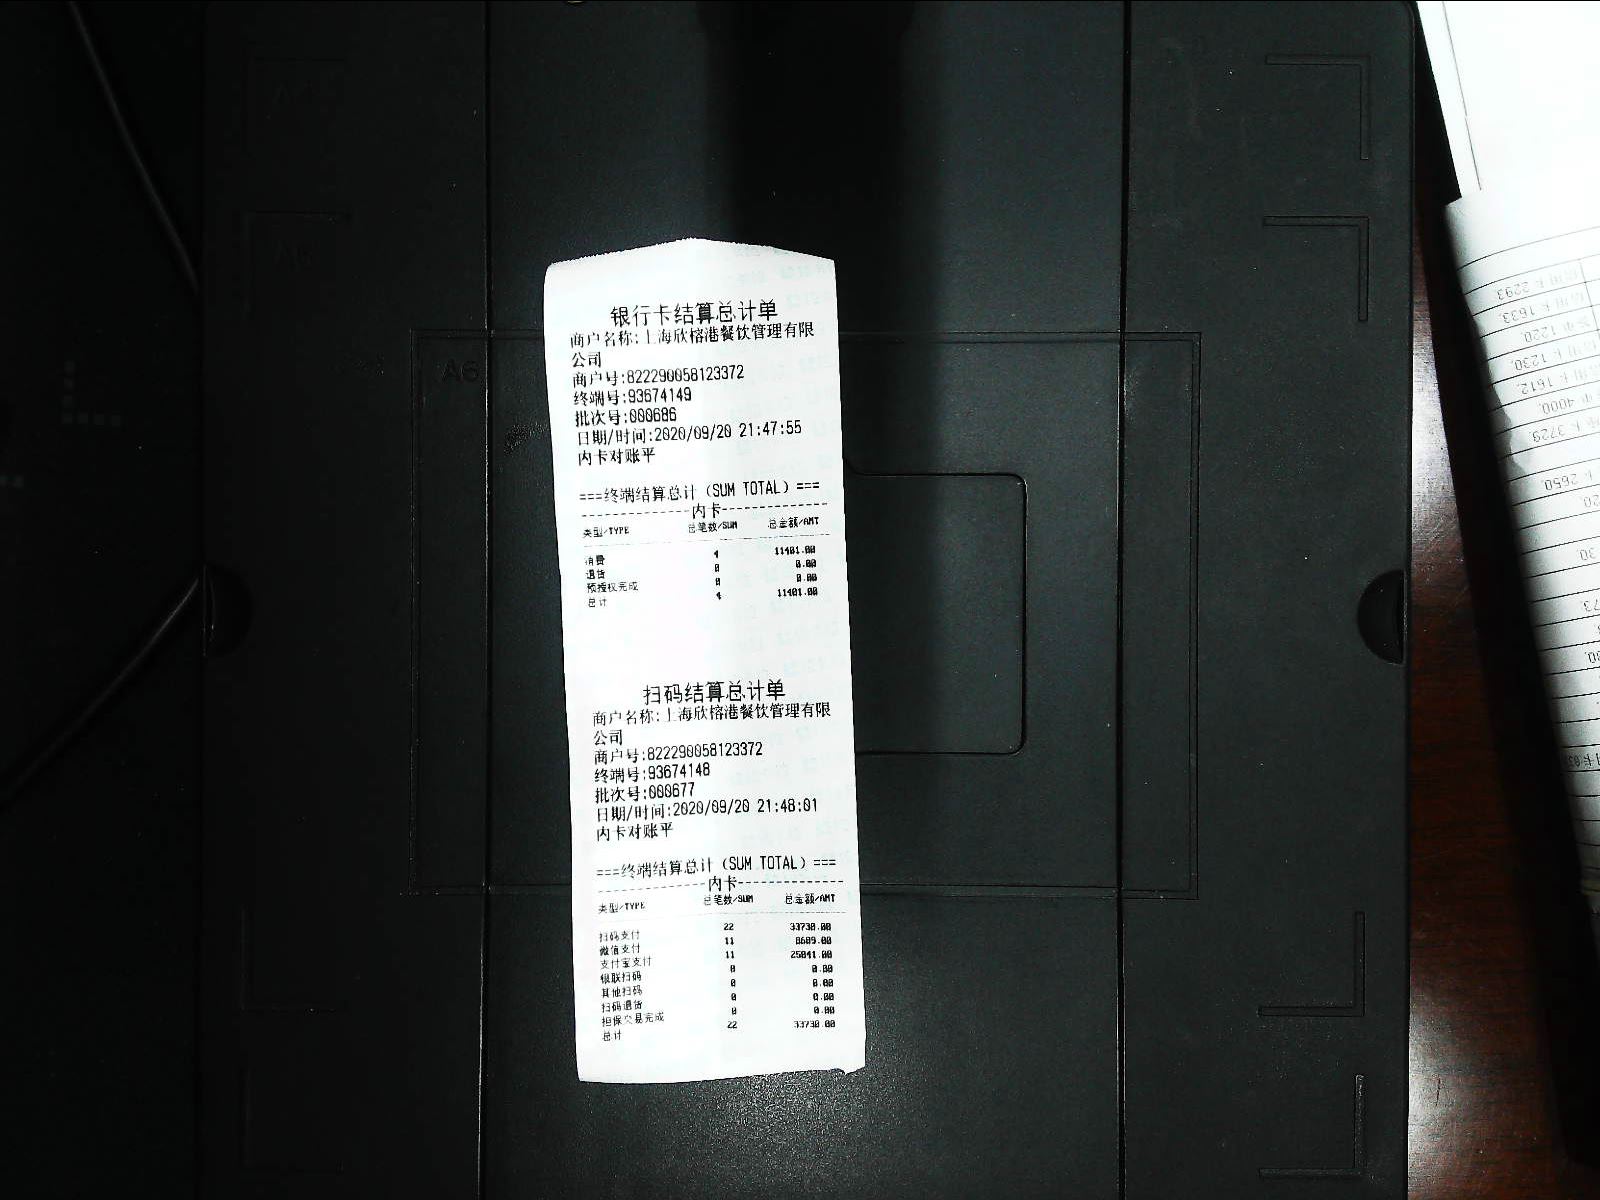 银行卡结算总计单
商户名称:上海欣榕港餐饮管理有限
公司
商户号:822290058123372
终端号:93674149
批次号:000686
日期/时间:2020/09/20 21:47:55
内卡对账平
===终端结算总计(SUM TOTAL)===
内卡
类型/TYPE 总笔数/SUM 总金额/AMT
消费 4 11401.00
退货 0 0.00
预授权完成 0 0.00
总计 4 11401.00
扫码结算总计单
商户名称:上海欣榕港餐饮管理有限
公司
商户号:822290058123372
终端号:93674148
批次号:000677
日期/时间:2020/09/20 21:48:01
内卡对账平
===终端结算总计(SUM TOTAL)===
内卡
类型/TYPE 总笔数/SUM 总金额/AMT
扫码支付 22 33730.00
微信支付 11 8689.00
支付宝支付 11 25041.00
银联扫码 0 0.00
其他扫码 0 0.00
扫码退货 0 0.00
担保交易完成 0 0.00
总计 22 33730.00
A6